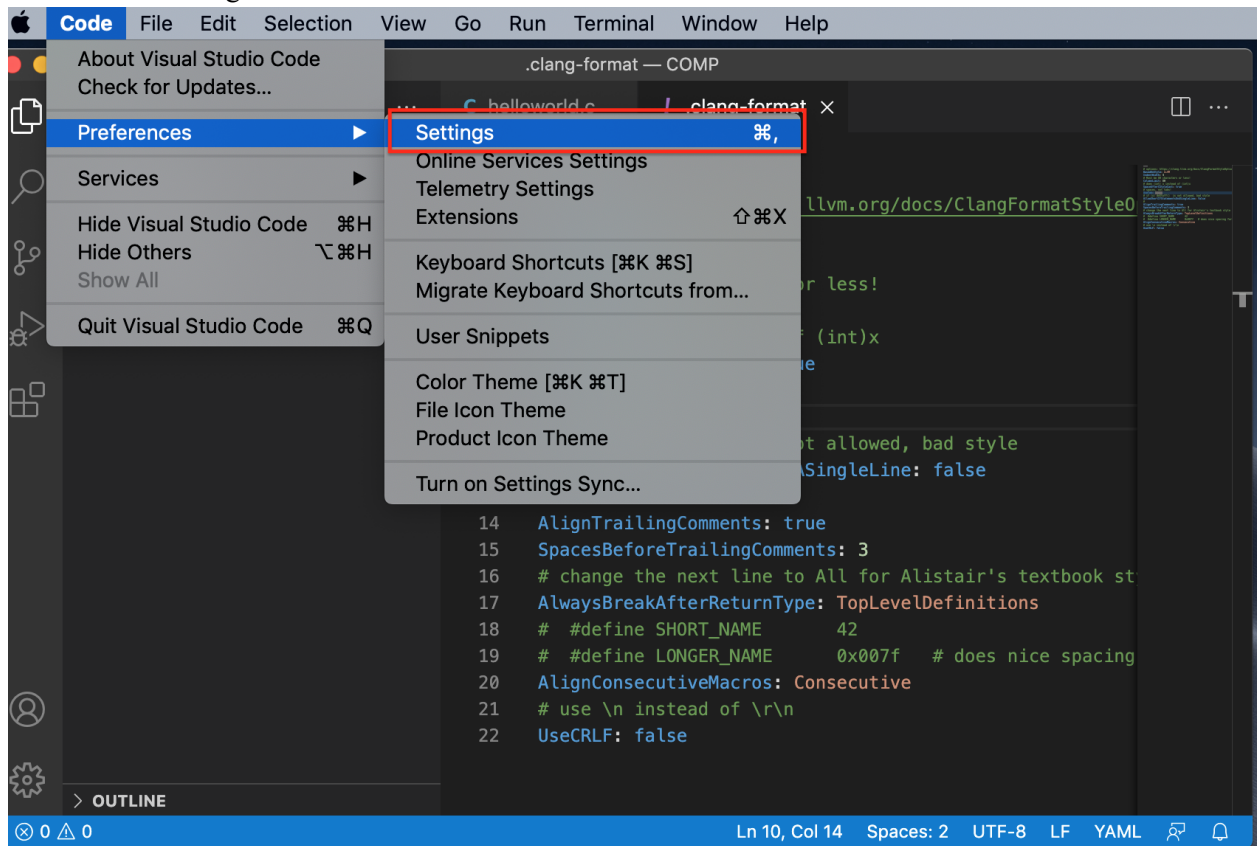 Code File Edit Selection View Go Run Terminal Window Help
.clang-format — COMP
About Visual Studio Code
Check for Updates...
Preferences ▶
Services ▶
Hide Visual Studio Code ⌘H
Hide Others ⌥⌘H
Show All
Quit Visual Studio Code ⌘Q
... C helloworld.c ! .clang-format × ...
Settings ⌘,
Online Services Settings
Telemetry Settings
Extensions ⇧⌘X
Keyboard Shortcuts [⌘K ⌘S]
Migrate Keyboard Shortcuts from...
User Snippets
Color Theme [⌘K ⌘T]
File Icon Theme
Product Icon Theme
Turn on Settings Sync...
llvm.org/docs/ClangFormatStyleO
or less!
(int)x
ue
ot allowed, bad style
ASingleLine: false
14 AlignTrailingComments: true
15 SpacesBeforeTrailingComments: 3
16 # change the next line to All for Alistair's textbook st
17 AlwaysBreakAfterReturnType: TopLevelDefinitions
18 # #define SHORT_NAME 42
19 # #define LONGER_NAME 0x007f # does nice spacing
20 AlignConsecutiveMacros: Consecutive
21 # use \n instead of \r\n
22 UseCRLF: false
> OUTLINE
0 0 Ln 10, Col 14 Spaces: 2 UTF-8 LF YAML